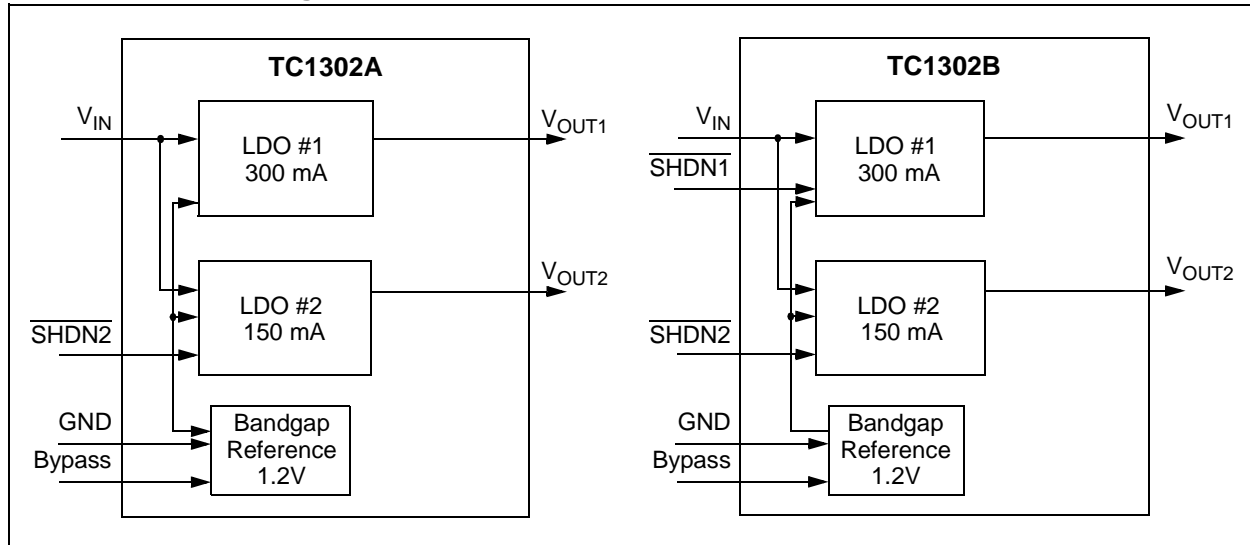 TC1302A
V_IN
LDO #1
300 mA
V_OUT1
LDO #2
150 mA
V_OUT2
SHDN2
GND
Bypass
Bandgap
Reference
1.2V
TC1302B
V_IN
SHDN1
LDO #1
300 mA
V_OUT1
LDO #2
150 mA
V_OUT2
SHDN2
GND
Bypass
Bandgap
Reference
1.2V